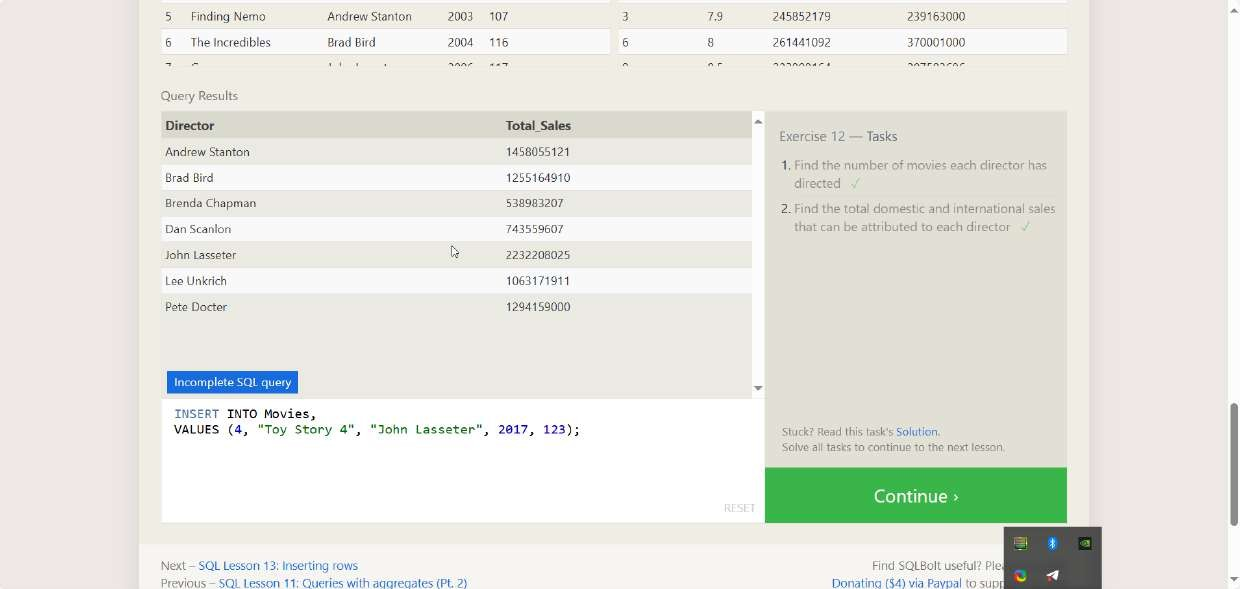 5 Finding Nemo Andrew Stanton 2003 107 3 7.9 245852179 239163000
6 The Incredibles Brad Bird 2004 116 6 8 261441092 370001000
Query Results
Director Total_Sales
Andrew Stanton 1458055121
Brad Bird 1255164910
Brenda Chapman 538983207
Dan Scanlon 743559607
John Lasseter 2232208025
Lee Unkrich 1063171911
Pete Docter 1294159000
Incomplete SQL query
INSERT INTO Movies,
VALUES (4, "Toy Story 4", "John Lasseter", 2017, 123);
RESET
Exercise 12 — Tasks
1. Find the number of movies each director has
directed ✓
2. Find the total domestic and international sales
that can be attributed to each director ✓
Stuck? Read this task's Solution.
Solve all tasks to continue to the next lesson.
Continue ›
Next – SQL Lesson 13: Inserting rows
Previous – SQL Lesson 11: Queries with aggregates (Pt. 2)
Find SQLBolt useful?
Donating ($4) via Paypal to